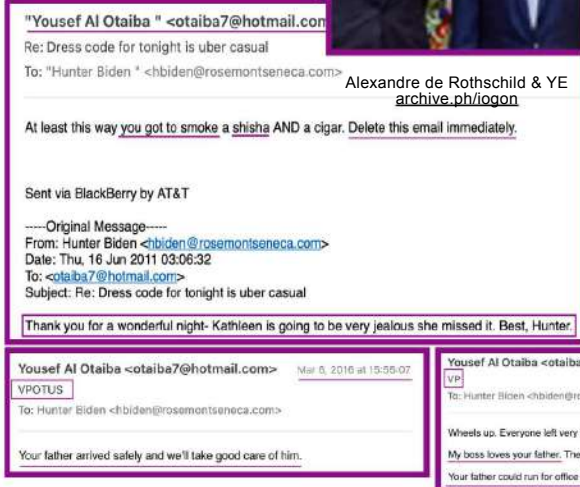 "Yousef Al Otaiba " <otaiba7@hotmail.com
Re: Dress code for tonight is uber casual
To: "Hunter Biden " <hbiden@rosemontseneca.com>
Alexandre de Rothschild & YE
archive.ph/iogon
At least this way you got to smoke a shisha AND a cigar. Delete this email immediately.
Sent via BlackBerry by AT&T
-----Original Message-----
From: Hunter Biden <hbiden@rosemontseneca.com>
Date: Thu, 16 Jun 2011 03:06:32
To: <otaiba7@hotmail.com>
Subject: Re: Dress code for tonight is uber casual
Thank you for a wonderful night- Kathleen is going to be very jealous she missed it. Best, Hunter.
Yousef Al Otaiba <otaiba7@hotmail.com> Mar 8, 2016 at 15:55:07
VPOTUS
To: Hunter Biden <hbiden@rosemontseneca.com>
Your father arrived safely and we'll take good care of him.
Yousef Al Otaiba <otaiba
VP
To: Hunter Biden <hbiden@ro
Wheels up. Everyone left very
My boss loves your father. The
Your father could run for office